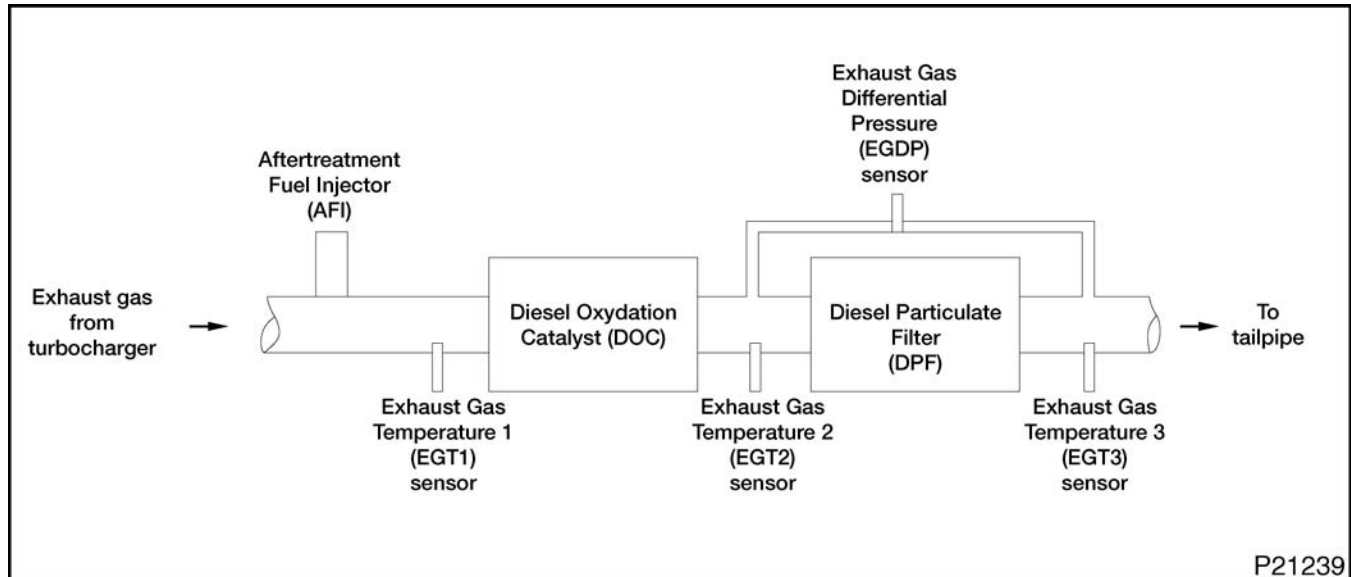 Exhaust Gas
Differential
Pressure
(EGDP)
sensor
Aftertreatment
Fuel Injector
(AFI)
Exhaust gas
from
turbocharger
Diesel Oxydation
Catalyst (DOC)
Diesel Particulate
Filter
(DPF)
To
tailpipe
Exhaust Gas
Temperature 1
(EGT1)
sensor
Exhaust Gas
Temperature 2
(EGT2)
sensor
Exhaust Gas
Temperature 3
(EGT3)
sensor
P21239